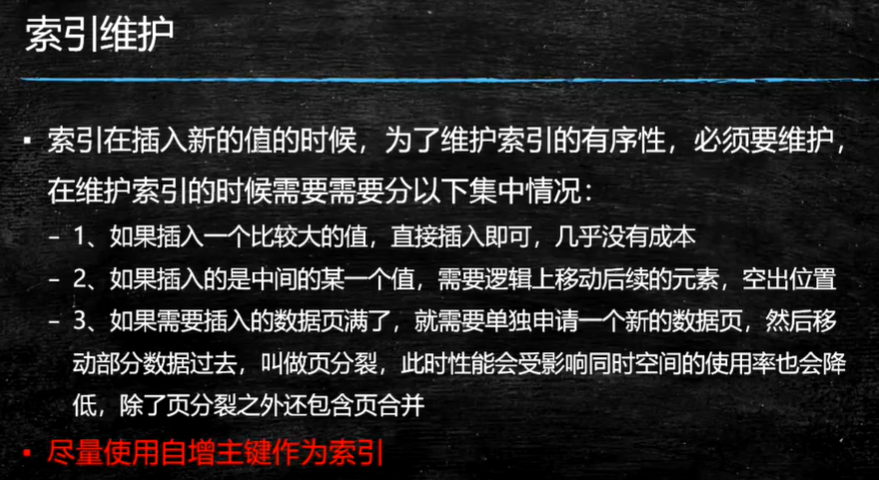 索引维护
▪ 索引在插入新的值的时候，为了维护索引的有序性，必须要维护，
在维护索引的时候需要需要分以下集中情况：
– 1、如果插入一个比较大的值，直接插入即可，几乎没有成本
– 2、如果插入的是中间的某一个值，需要逻辑上移动后续的元素，空出位置
– 3、如果需要插入的数据页满了，就需要单独申请一个新的数据页，然后移
动部分数据过去，叫做页分裂，此时性能会受影响同时空间的使用率也会降
低，除了页分裂之外还包含页合并
▪ 尽量使用自增主键作为索引